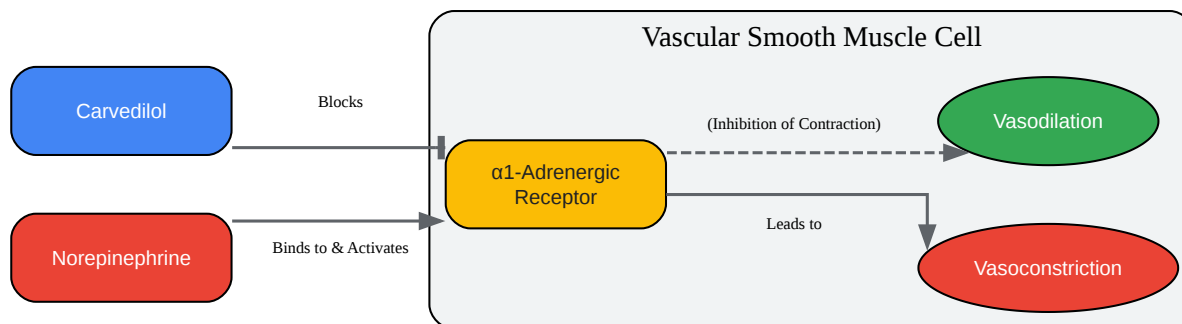 Vascular Smooth Muscle Cell
Carvedilol
Blocks
(Inhibition of Contraction)
Vasodilation
α1-Adrenergic
Receptor
Norepinephrine
Binds to & Activates
Leads to
Vasoconstriction